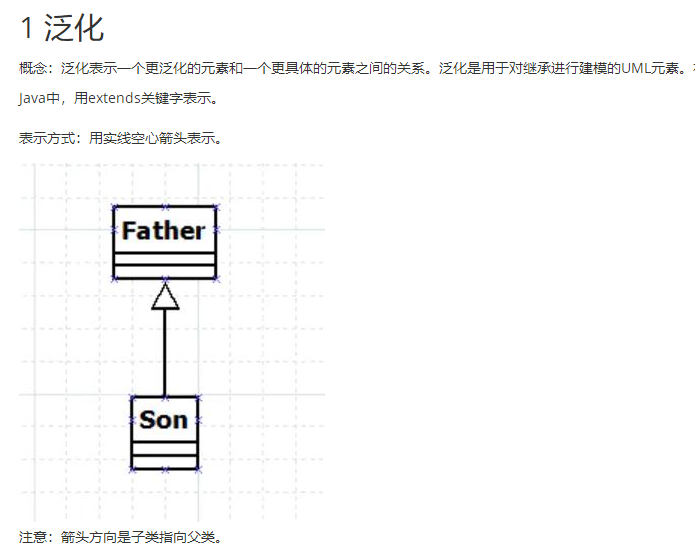 1 泛化
概念：泛化表示一个更泛化的元素和一个更具体的元素之间的关系。泛化是用于对继承进行建模的UML元素。
Java中，用extends关键字表示。
表示方式：用实线空心箭头表示。
Father
Son
注意：箭头方向是子类指向父类。